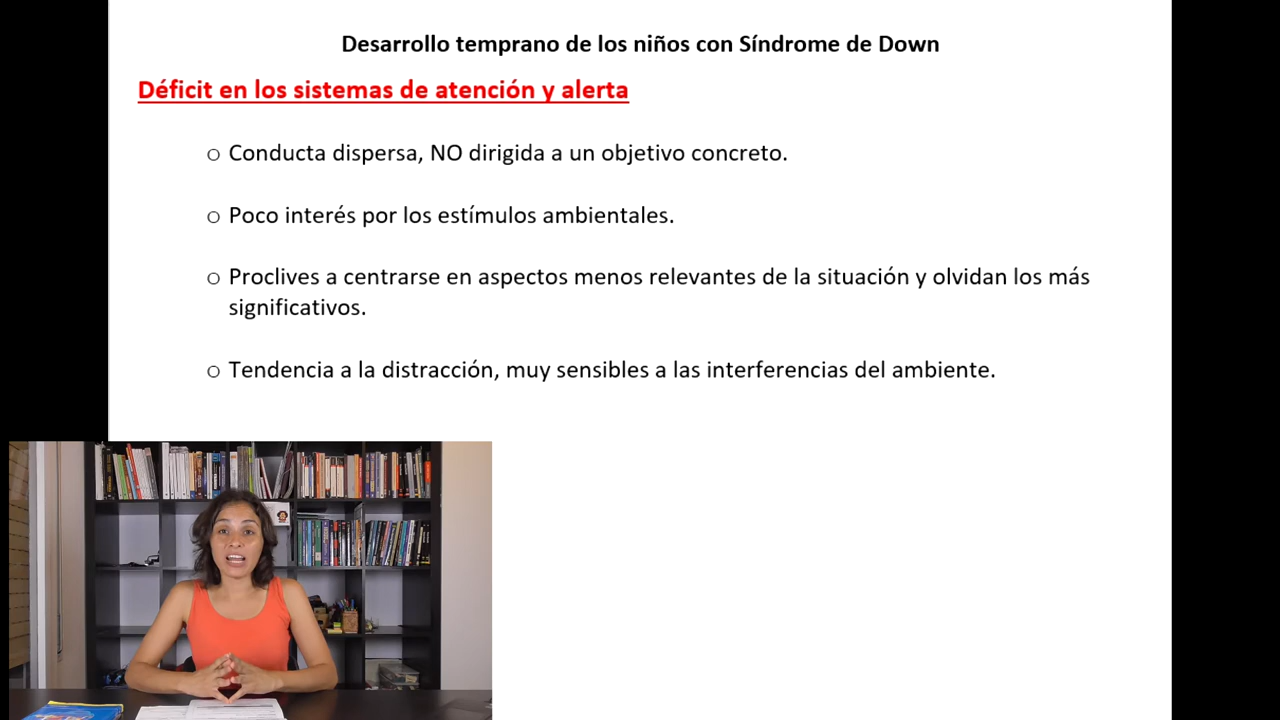 Desarrollo temprano de los niños con Síndrome de Down
Déficit en los sistemas de atención y alerta
o Conducta dispersa, NO dirigida a un objetivo concreto.
o Poco interés por los estímulos ambientales.
o Proclives a centrarse en aspectos menos relevantes de la situación y olvidan los más
significativos.
o Tendencia a la distracción, muy sensibles a las interferencias del ambiente.